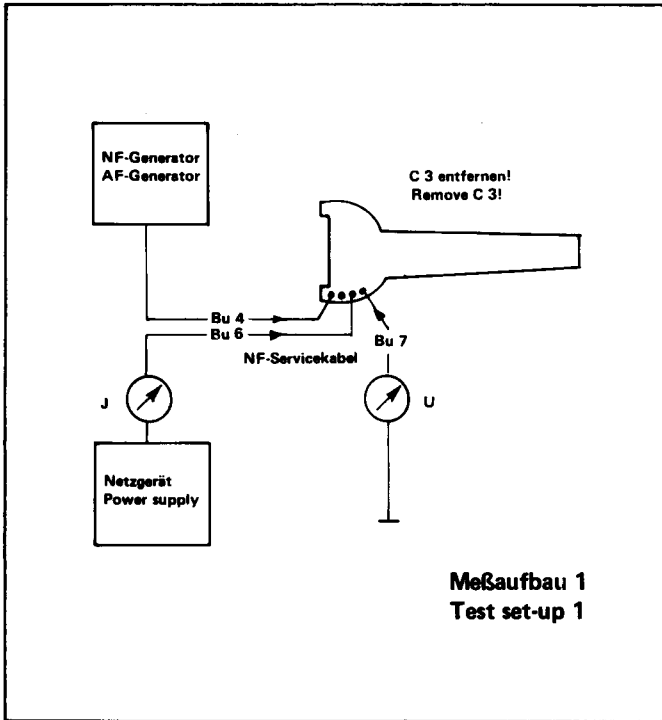 NF-Generator
AF-Generator
C 3 entfernen!
Remove C 3!
Bu 4
Bu 6
Bu 7
NF-Servicekabel
J
U
Netzgerät
Power supply
Meßaufbau 1
Test set-up 1